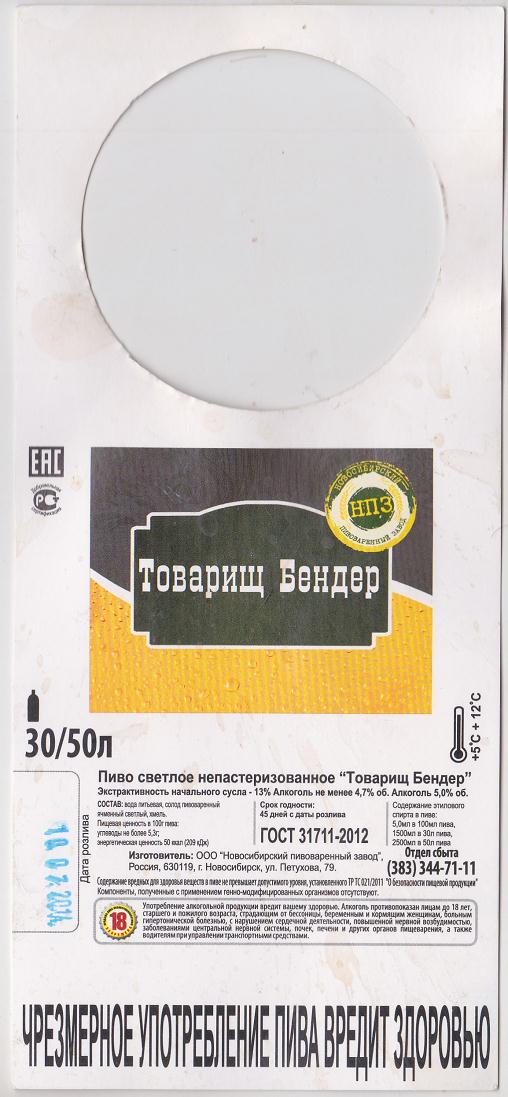 ЕАС
Добровольная
сертификация
НОВОСИБИРСКИЙ
НПЗ
ПИВОВАРЕННЫЙ ЗАВОД
Товарищ Бендер
30/50л
+5°С +12°С
Пиво светлое непастеризованное “Товарищ Бендер”
Экстрактивность начального сусла - 13% Алкоголь не менее 4,7% об. Алкоголь 5,0% об.
СОСТАВ: вода питьевая, солод пивоваренный
ячменный светлый, хмель.
Пищевая ценность в 100г пива:
углеводы не более 5,3г;
энергетическая ценность 50 ккал (209 кДж)
Срок годности:
45 дней с даты розлива
ГОСТ 31711-2012
Содержание этилового
спирта в пиве:
5,0мл в 100мл пива,
1500мл в 30л пива,
2500мл в 50л пива
Дата розлива
Изготовитель: ООО “Новосибирский пивоваренный завод”,
Россия, 630119, г. Новосибирск, ул. Петухова, 79.
Отдел сбыта
(383) 344-71-11
Содержание вредных для здоровья веществ в пиве не превышает допустимого уровня, установленного ТР ТС 021/2011 "О безопасности пищевой продукции"
Компоненты, полученные с применением генно-модифицированных организмов отсутствуют.
18
Употребление алкогольной продукции вредит вашему здоровью. Алкоголь противопоказан лицам до 18 лет,
старшего и пожилого возраста, страдающим от бессоницы, беременным и кормящим женщинам, больным
гипертонической болезнью, с нарушением сердечной деятельности, повышенной нервной возбудимостью,
заболеваниями центральной нервной системы, почек, печени и других органов пищеварения, а также
водителям при управлении транспортными средствами.
ЧРЕЗМЕРНОЕ УПОТРЕБЛЕНИЕ ПИВА ВРЕДИТ ЗДОРОВЬЮ